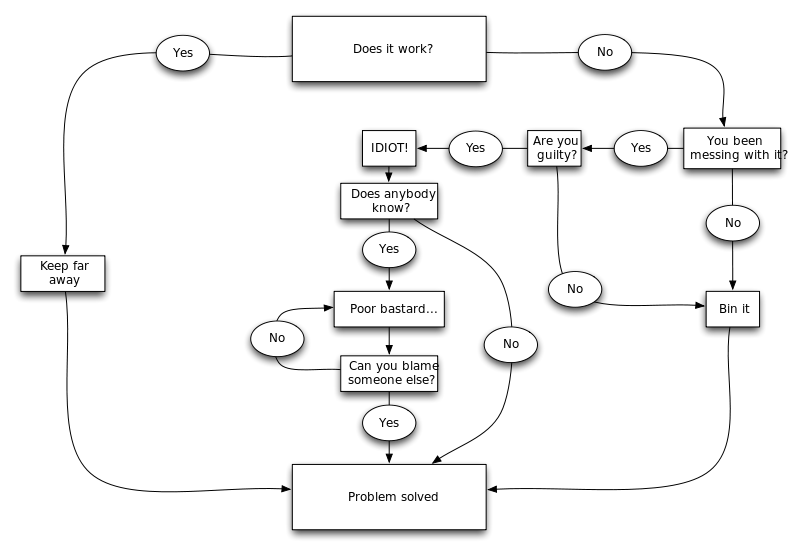 Does it work?
Yes
No
You been
messing with it?
Yes
Are you
guilty?
Yes
IDIOT!
Does anybody
know?
No
Yes
Keep far
away
No
Bin it
Poor bastard...
No
No
Can you blame
someone else?
Yes
Problem solved